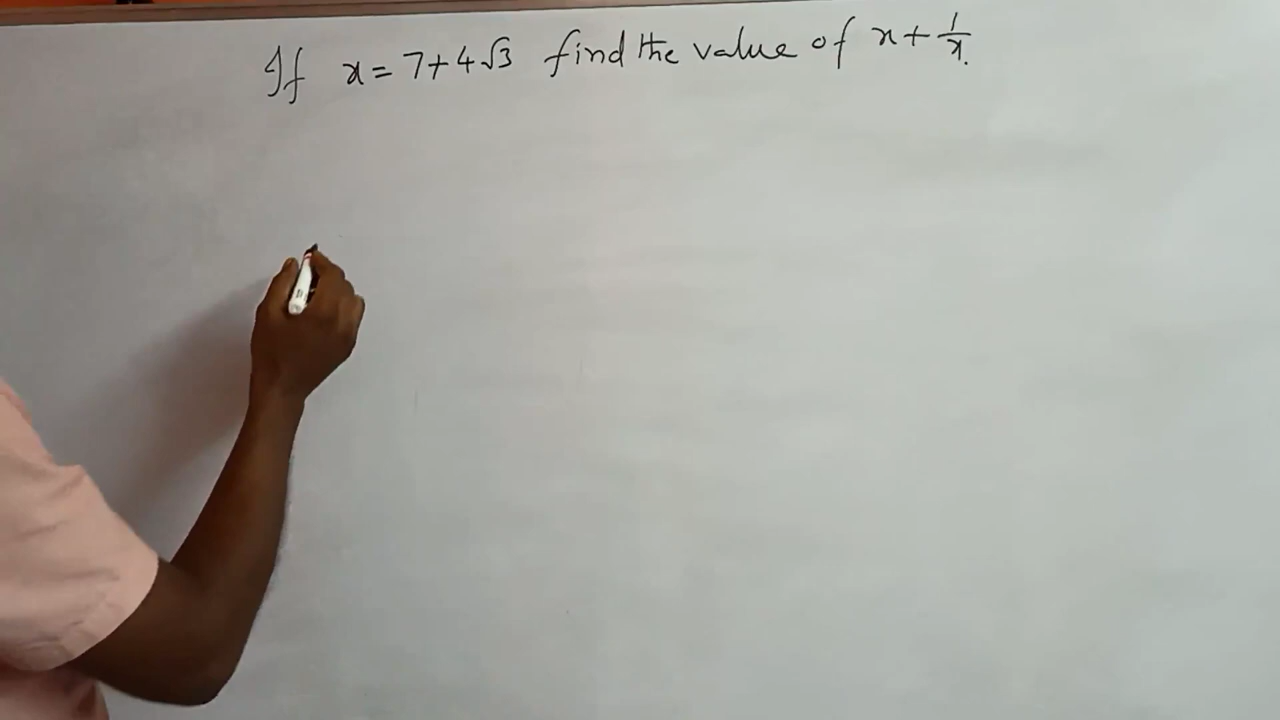 If x = 7+4√3 find the value of x + 1/x.